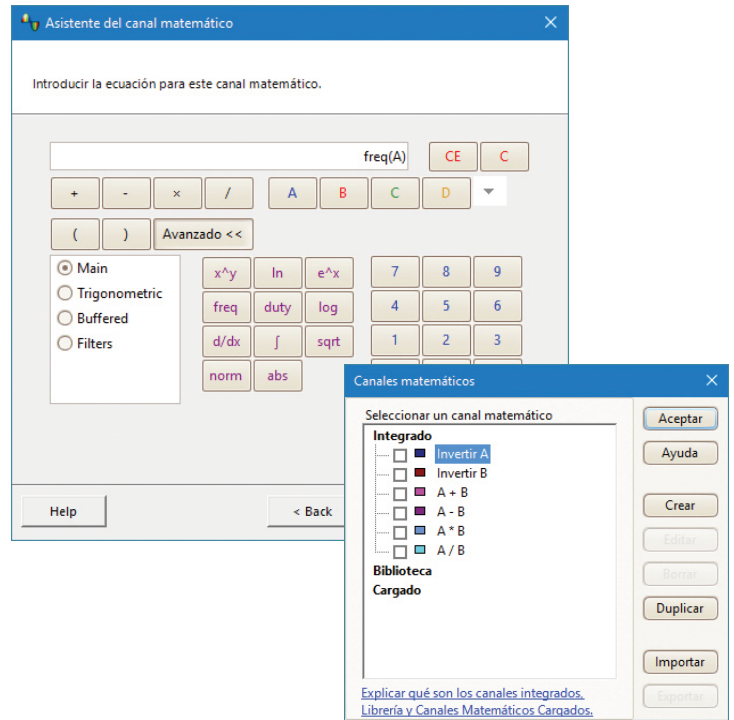 Asistente del canal matemático
Introducir la ecuación para este canal matemático.
freq(A) CE C
+ - × / A B C D
( ) Avanzado <<
Main
Trigonometric
Buffered
Filters
x^y ln e^x 7 8 9
freq duty log 4 5 6
d/dx ∫ sqrt 1 2 3
norm abs
Help < Back
Canales matemáticos
Seleccionar un canal matemático
Integrado
Invertir A
Invertir B
A + B
A - B
A * B
A / B
Biblioteca
Cargado
Aceptar
Ayuda
Crear
Editar
Borrar
Duplicar
Importar
Exportar
Explicar qué son los canales integrados,
Librería y Canales Matemáticos Cargados.